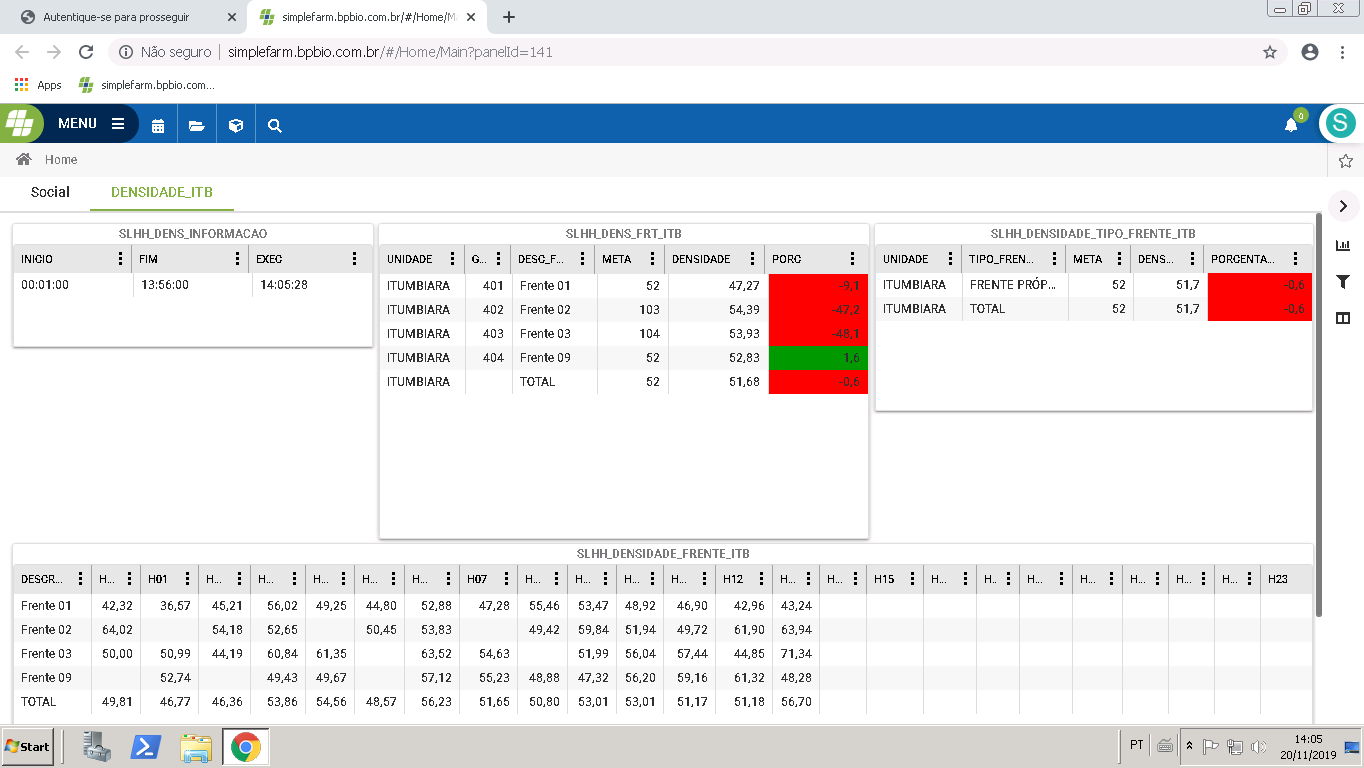 Autentique-se para prosseguir
simplefarm.bpbio.com.br/#/Home/M
Não seguro | simplefarm.bpbio.com.br/#/Home/Main?panelId=141
Apps simplefarm.bpbio.com...
MENU 0 S
Home
Social DENSIDADE_ITB
SLHH_DENS_INFORMACAO
INICIO FIM EXEC
00:01:00 13:56:00 14:05:28
SLHH_DENS_FRT_ITB
UNIDADE G... DESC_F... META DENSIDADE PORC
ITUMBIARA 401 Frente 01 52 47,27 -9,1
ITUMBIARA 402 Frente 02 103 54,39 -47,2
ITUMBIARA 403 Frente 03 104 53,93 -48,1
ITUMBIARA 404 Frente 09 52 52,83 1,6
ITUMBIARA TOTAL 52 51,68 -0,6
SLHH_DENSIDADE_TIPO_FRENTE_ITB
UNIDADE TIPO_FREN... META DENS... PORCENTA...
ITUMBIARA FRENTE PRÓP... 52 51,7 -0,6
ITUMBIARA TOTAL 52 51,7 -0,6
SLHH_DENSIDADE_FRENTE_ITB
DESCR... H... H01 H... H... H... H... H... H07 H... H... H... H... H12 H... H... H15 H... H.. H... H... H... H... H... H23
Frente 01 42,32 36,57 45,21 56,02 49,25 44,80 52,88 47,28 55,46 53,47 48,92 46,90 42,96 43,24
Frente 02 64,02 54,18 52,65 50,45 53,83 49,42 59,84 51,94 49,72 61,90 63,94
Frente 03 50,00 50,99 44,19 60,84 61,35 63,52 54,63 51,99 56,04 57,44 44,85 71,34
Frente 09 52,74 49,43 49,67 57,12 55,23 48,88 47,32 56,20 59,16 61,32 48,28
TOTAL 49,81 46,77 46,36 53,86 54,56 48,57 56,23 51,65 50,80 53,01 53,01 51,17 51,18 56,70
Start PT 14:05
20/11/2019